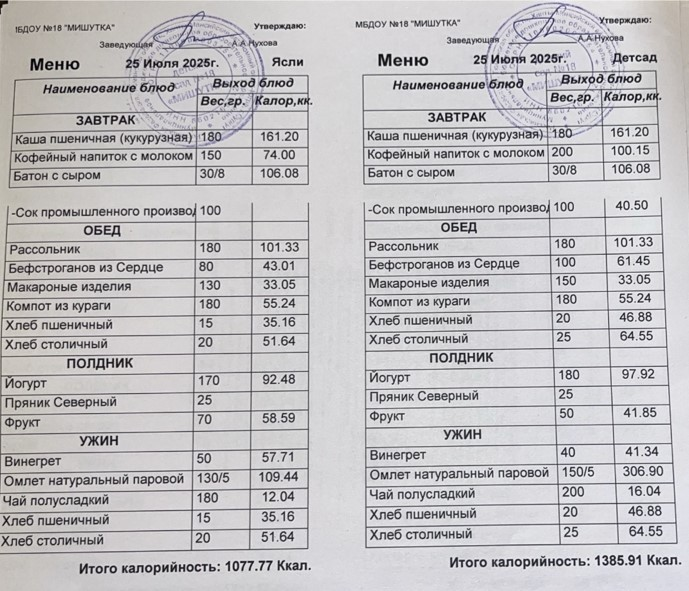 МБДОУ №18 "МИШУТКА" Утверждаю:
Заведующая А.А.Нухова
Меню 25 Июля 2025г. Ясли
Наименование блюд Выход блюд
Вес,гр. Калор,кк.
ЗАВТРАК
Каша пшеничная (кукурузная) 180 161.20
Кофейный напиток с молоком 150 74.00
Батон с сыром 30/8 106.08
-Сок промышленного произво 100
ОБЕД
Рассольник 180 101.33
Бефстроганов из Сердце 80 43.01
Макароные изделия 130 33.05
Компот из кураги 180 55.24
Хлеб пшеничный 15 35.16
Хлеб столичный 20 51.64
ПОЛДНИК
Йогурт 170 92.48
Пряник Северный 25
Фрукт 70 58.59
УЖИН
Винегрет 50 57.71
Омлет натуральный паровой 130/5 109.44
Чай полусладкий 180 12.04
Хлеб пшеничный 15 35.16
Хлеб столичный 20 51.64
Итого калорийность: 1077.77 Ккал.
МБДОУ №18 "МИШУТКА" Утверждаю:
Заведующая А.А.Нухова
Меню 25 Июля 2025г. Детсад
Наименование блюд Выход блюд
Вес,гр. Калор,кк.
ЗАВТРАК
Каша пшеничная (кукурузная) 180 161.20
Кофейный напиток с молоком 200 100.15
Батон с сыром 30/8 106.08
-Сок промышленного произво 100 40.50
ОБЕД
Рассольник 180 101.33
Бефстроганов из Сердце 100 61.45
Макароные изделия 150 33.05
Компот из кураги 180 55.24
Хлеб пшеничный 20 46.88
Хлеб столичный 25 64.55
ПОЛДНИК
Йогурт 180 97.92
Пряник Северный 25
Фрукт 50 41.85
УЖИН
Винегрет 40 41.34
Омлет натуральный паровой 150/5 306.90
Чай полусладкий 200 16.04
Хлеб пшеничный 20 46.88
Хлеб столичный 25 64.55
Итого калорийность: 1385.91 Ккал.